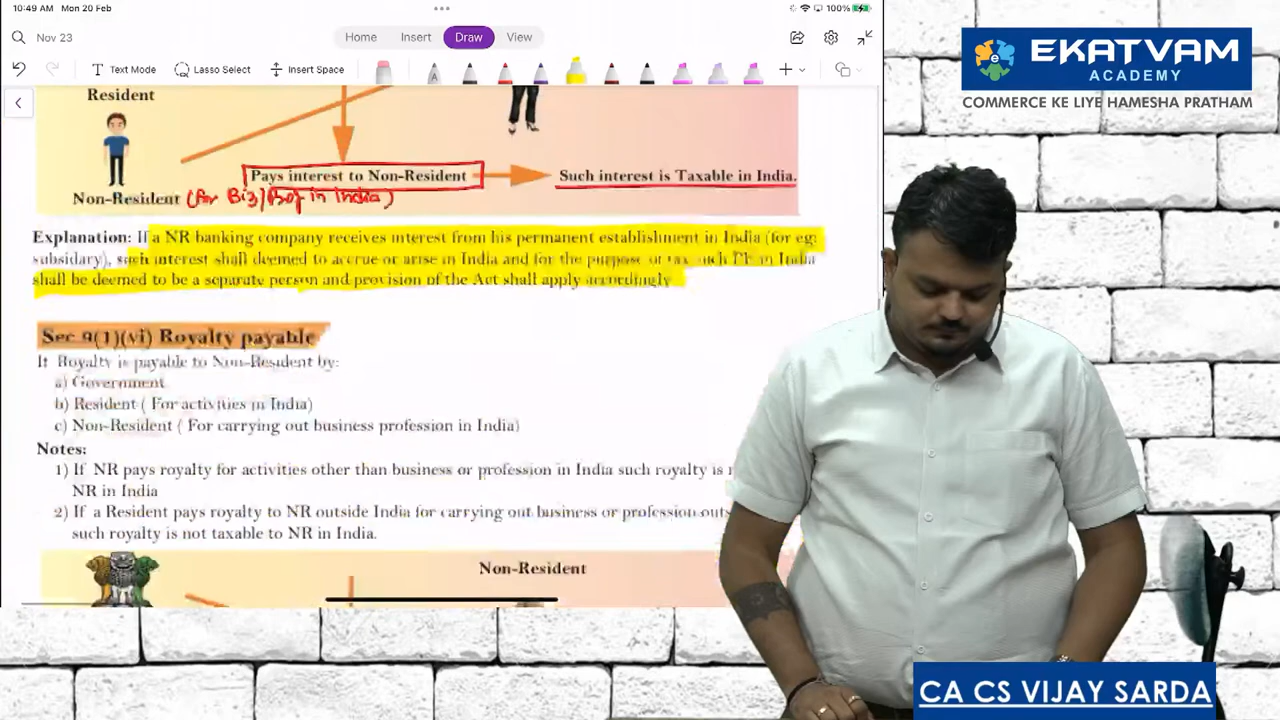 10:49 AM Mon 20 Feb
100%
Nov 23
Home Insert Draw View
Text Mode
Lasso Select
Insert Space
EKATVAM
ACADEMY
COMMERCE KE LIYE HAMESHA PRATHAM
Resident
Pays interest to Non-Resident
Such interest is Taxable in India.
Non-Resident (for Biz/Prof in India)
Explanation: If a NR banking company receives interest from his permanent establishment in India (for eg:
subsidary), such interest shall deemed to accrue or arise in India and for the purpose of tax such PE in India
shall be deemed to be a separate person and provision of the Act shall apply accordingly
Sec 9(1)(vi) Royalty payable
If Royalty is payable to Non-Resident by:
a) Government
b) Resident ( For activities in India)
c) Non-Resident ( For carrying out business profession in India)
Notes:
1) If NR pays royalty for activities other than business or profession in India such royalty is
NR in India
2) If a Resident pays royalty to NR outside India for carrying out business or profession
such royalty is not taxable to NR in India.
Non-Resident
CA CS VIJAY SARDA